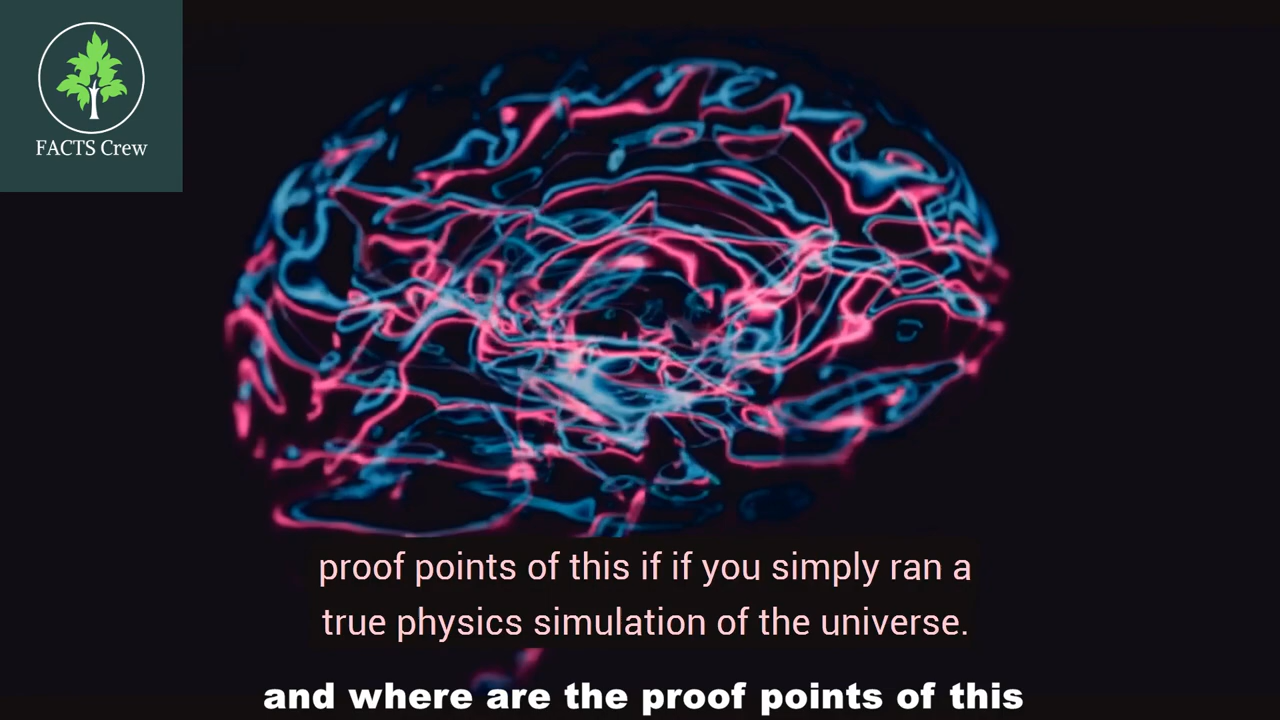 FACTS Crew
proof points of this if if you simply ran a
true physics simulation of the universe.
and where are the proof points of this